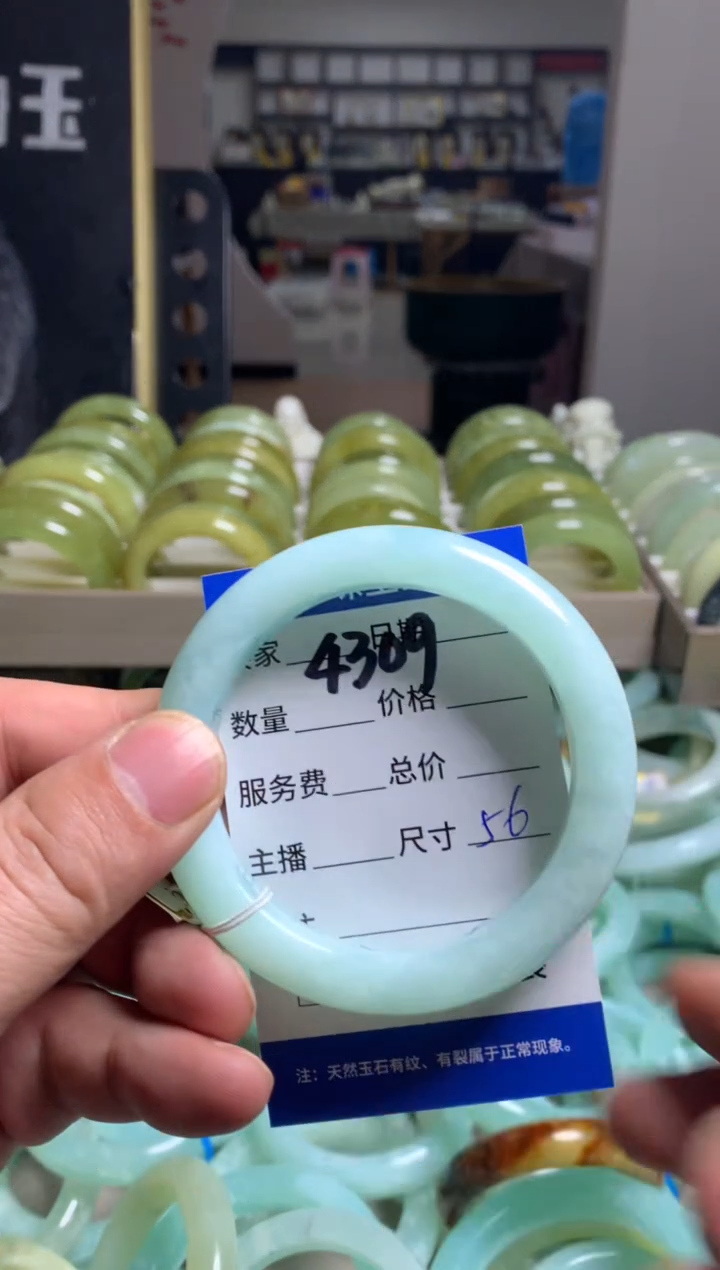 玉
家 日期
4309
数量 价格
服务费 总价
主播 尺寸 56
注：天然玉石有纹、有裂属于正常现象。